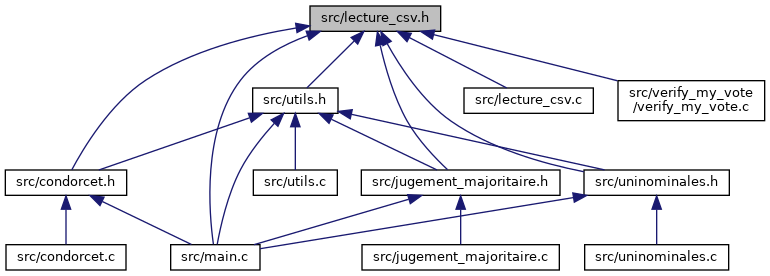 src/lecture_csv.h
src/utils.h
src/lecture_csv.c
src/verify_my_vote
/verify_my_vote.c
src/condorcet.h
src/utils.c
src/jugement_majoritaire.h
src/uninominales.h
src/condorcet.c
src/main.c
src/jugement_majoritaire.c
src/uninominales.c